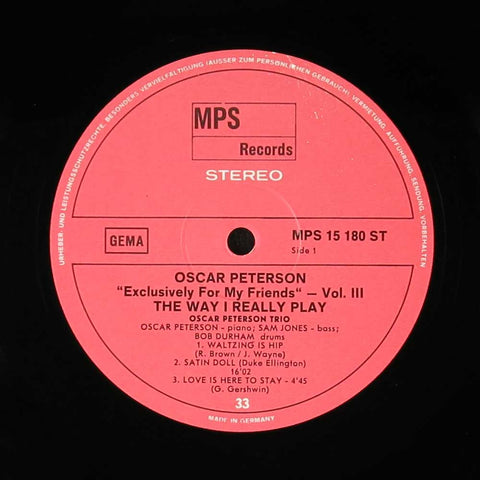 URHEBER- UND LEISTUNGSSCHUTZRECHTE, BESONDERS VERVIELFÄLTIGUNG (AUSSER ZUM PERSÖNLICHEN GEBRAUCH), VERMIETUNG, AUFFÜHRUNG, SENDUNG, VORBEHALTEN
MPS
Records
STEREO
GEMA
MPS 15 180 ST
Side 1
OSCAR PETERSON
"Exclusively For My Friends" — Vol. III
THE WAY I REALLY PLAY
OSCAR PETERSON TRIO
OSCAR PETERSON - piano; SAM JONES - bass;
BOB DURHAM drums
1. WALTZING IS HIP
(R. Brown / J. Wayne)
2. SATIN DOLL (Duke Ellington)
16'02
3. LOVE IS HERE TO STAY - 4'45
(G. Gershwin)
33
MADE IN GERMANY